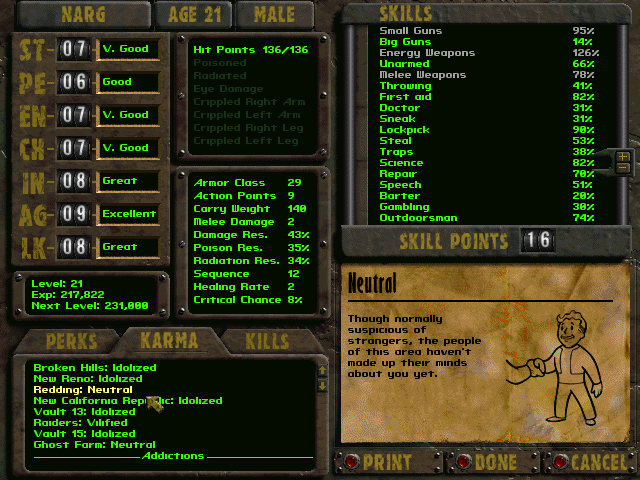 NARG AGE 21 MALE
ST 07 V. Good
PE 06 Good
EN 07 V. Good
CH 07 V. Good
IN 08 Great
AG 09 Excellent
LK 08 Great
Hit Points 136/136
Poisoned
Radiated
Eye Damage
Crippled Right Arm
Crippled Left Arm
Crippled Right Leg
Crippled Left Leg
Armor Class 29
Action Points 9
Carry Weight 140
Melee Damage 2
Damage Res. 43%
Poison Res. 35%
Radiation Res. 34%
Sequence 12
Healing Rate 2
Critical Chance 8%
Level: 21
Exp: 217,822
Next Level: 231,000
PERKS KARMA KILLS
Broken Hills: Idolized
New Reno: Idolized
Redding: Neutral
New California Republic: Idolized
Vault 13: Idolized
Raiders: Vilified
Vault 15: Idolized
Ghost Farm: Neutral
Addictions
SKILLS
Small Guns 95%
Big Guns 14%
Energy Weapons 126%
Unarmed 66%
Melee Weapons 78%
Throwing 41%
First aid 82%
Doctor 31%
Sneak 31%
Lockpick 90%
Steal 53%
Traps 38%
Science 82%
Repair 70%
Speech 51%
Barter 20%
Gambling 30%
Outdoorsman 74%
SKILL POINTS 16
Neutral
Though normally
suspicious of
strangers, the people
of this area haven't
made up their minds
about you yet.
PRINT DONE CANCEL